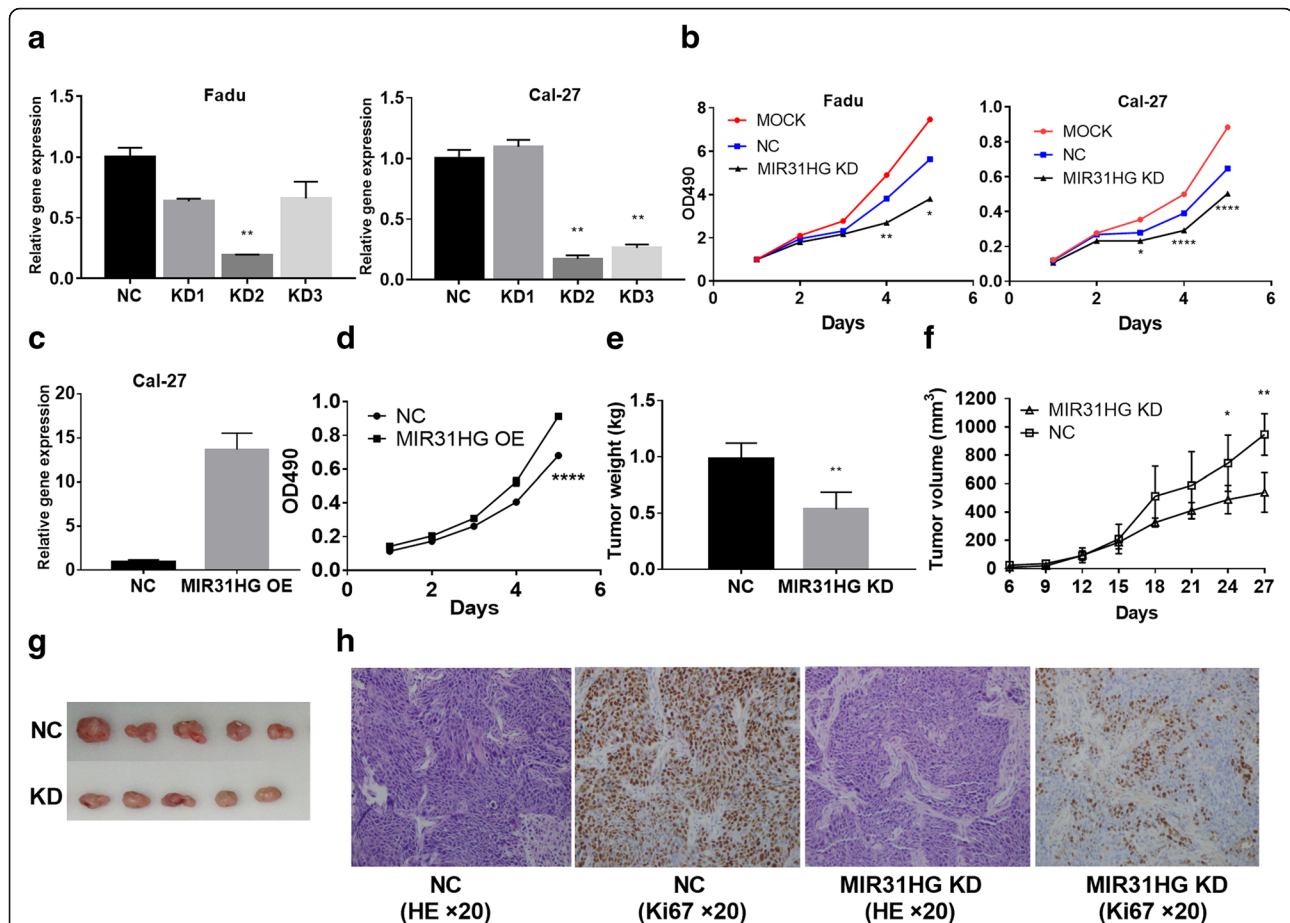 a
Fadu
Relative gene expression
1.5
1.0
0.5
0.0
**
NC KD1 KD2 KD3
Cal-27
Relative gene expression
1.5
1.0
0.5
0.0
**
**
NC KD1 KD2 KD3
b
Fadu
OD490
8
6
4
2
0
MOCK
NC
MIR31HG KD
**
*
0 2 4 6
Days
Cal-27
1.0
0.8
0.6
0.4
0.2
0.0
MOCK
NC
MIR31HG KD
*
****
****
0 2 4 6
Days
c
Cal-27
Relative gene expression
20
15
10
5
0
NC MIR31HG OE
d
OD490
1.0
0.8
0.6
0.4
0.2
0.0
NC
MIR31HG OE
****
0 2 4 6
Days
e
Tumor weight (kg)
1.5
1.0
0.5
0.0
**
NC MIR31HG KD
f
Tumor volume (mm³)
1200
1000
800
600
400
200
0
MIR31HG KD
NC
*
**
6 9 12 15 18 21 24 27
Days
g
NC
KD
h
NC
(HE ×20)
NC
(Ki67 ×20)
MIR31HG KD
(HE ×20)
MIR31HG KD
(Ki67 ×20)